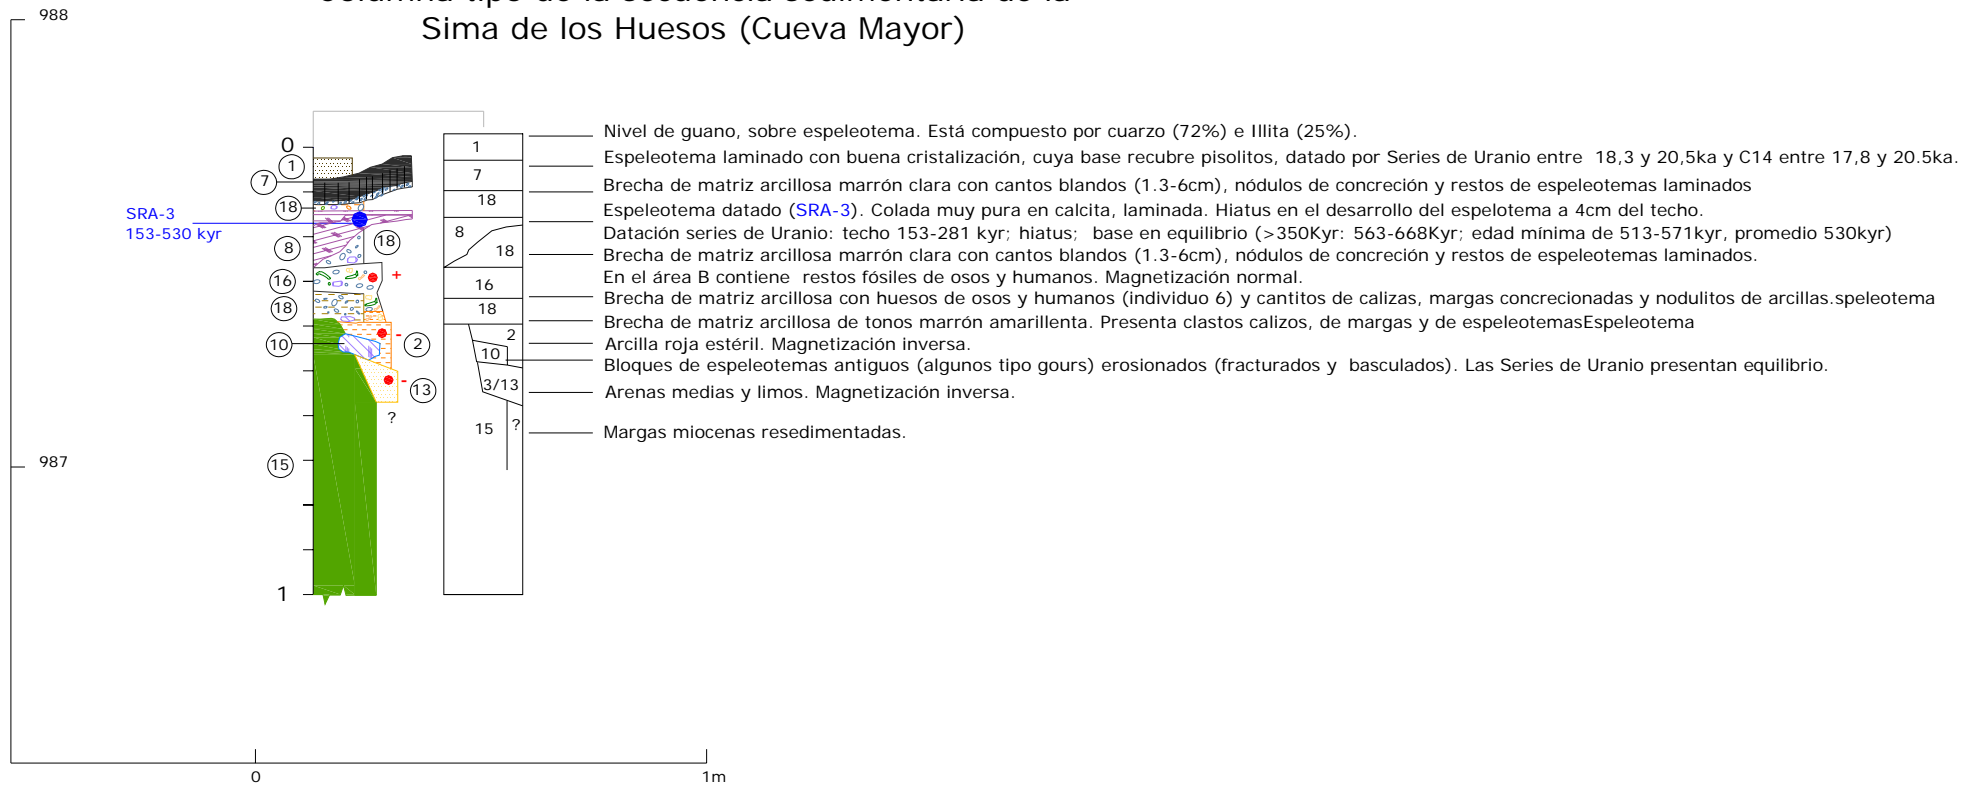 Columna tipo de la secuencia sedimentaria de la
Sima de los Huesos (Cueva Mayor)
988
987
0
1
7
18
SRA-3
153-530 kyr
8
18
16
+
18
10
-
2
-
13
?
15
1
1
7
18
8
18
16
18
2
10
3/13
15
?
Nivel de guano, sobre espeleotema. Está compuesto por cuarzo (72%) e Illita (25%).
Espeleotema laminado con buena cristalización, cuya base recubre pisolitos, datado por Series de Uranio entre 18,3 y 20,5ka y C14 entre 17,8 y 20.5ka.
Brecha de matriz arcillosa marrón clara con cantos blandos (1.3-6cm), nódulos de concreción y restos de espeleotemas laminados
Espeleotema datado (SRA-3). Colada muy pura en calcita, laminada. Hiatus en el desarrollo del espelotema a 4cm del techo.
Datación series de Uranio: techo 153-281 kyr; hiatus; base en equilibrio (>350Kyr: 563-668Kyr; edad mínima de 513-571kyr, promedio 530kyr)
Brecha de matriz arcillosa marrón clara con cantos blandos (1.3-6cm), nódulos de concreción y restos de espeleotemas laminados.
En el área B contiene restos fósiles de osos y humanos. Magnetización normal.
Brecha de matriz arcillosa con huesos de osos y humanos (individuo 6) y cantitos de calizas, margas concrecionadas y nodulitos de arcillas.speleotema
Brecha de matriz arcillosa de tonos marrón amarillenta. Presenta clastos calizos, de margas y de espeleotemasEspeleotema
Arcilla roja estéril. Magnetización inversa.
Bloques de espeleotemas antiguos (algunos tipo gours) erosionados (fracturados y basculados). Las Series de Uranio presentan equilibrio.
Arenas medias y limos. Magnetización inversa.
Margas miocenas resedimentadas.
0
1m